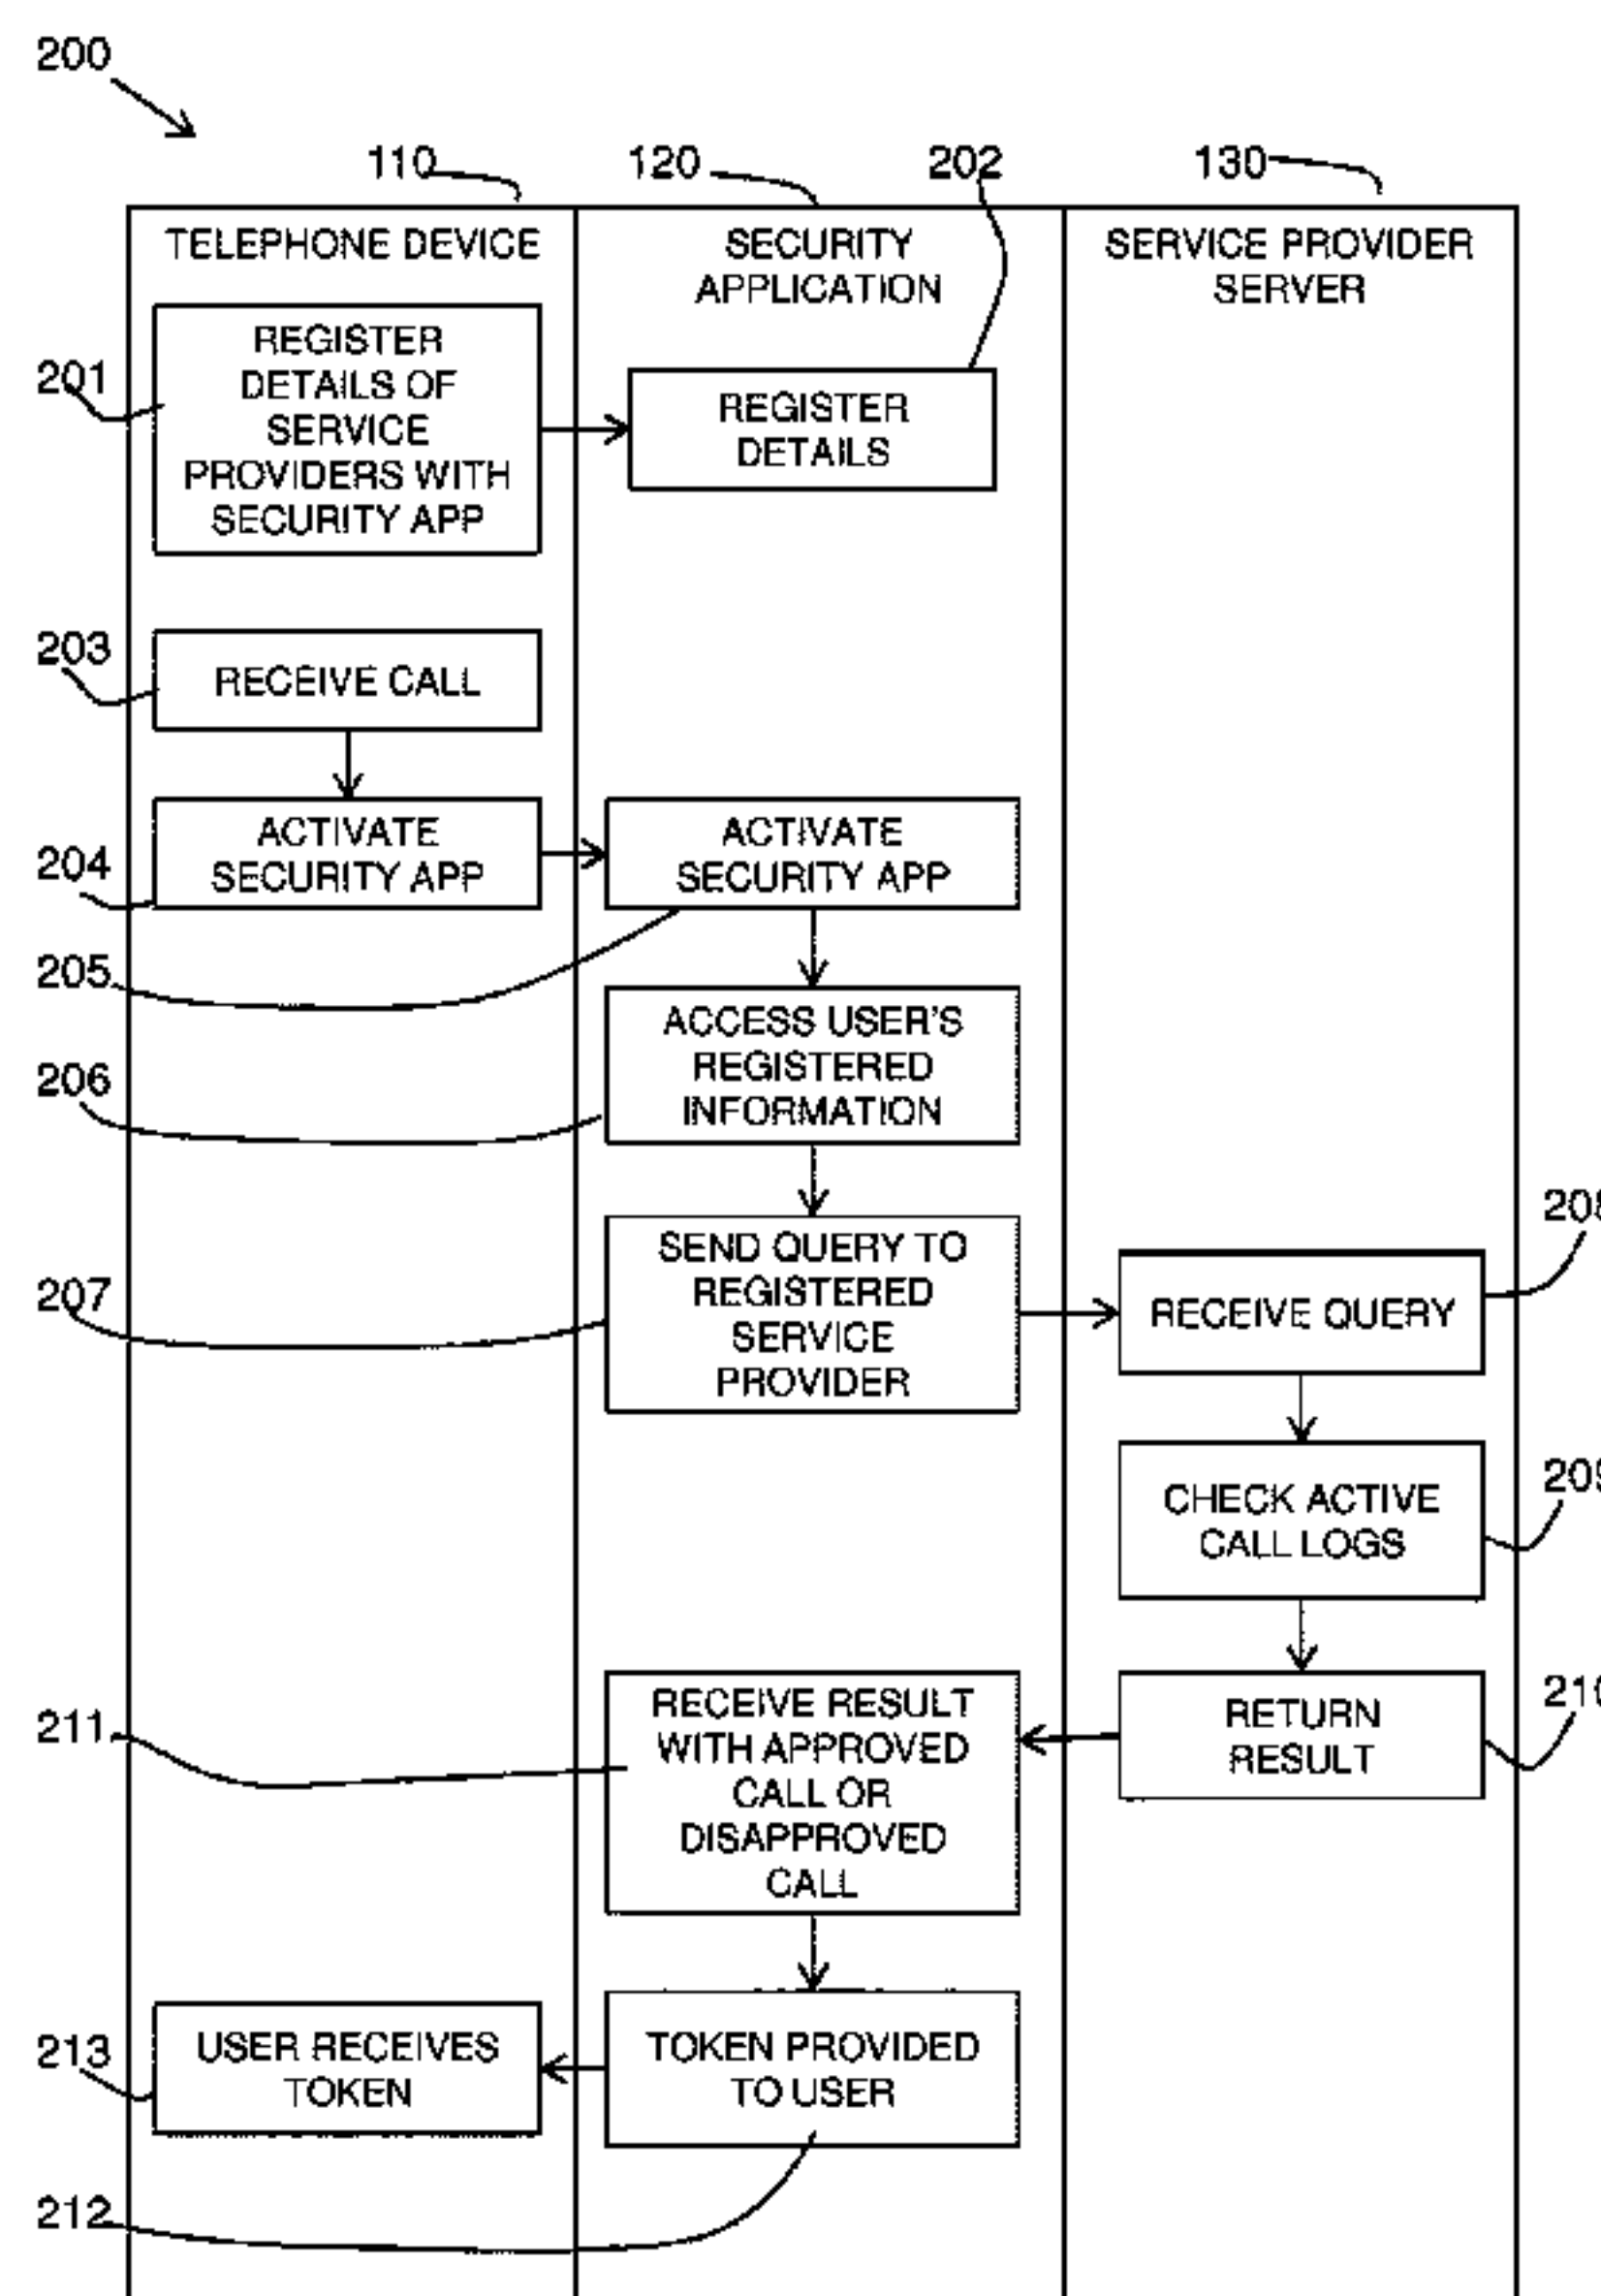 200
110
120
202
130
TELEPHONE DEVICE
SECURITY
APPLICATION
SERVICE PROVIDER
SERVER
201
REGISTER
DETAILS OF
SERVICE
PROVIDERS WITH
SECURITY APP
REGISTER
DETAILS
203
RECEIVE CALL
204
ACTIVATE
SECURITY APP
ACTIVATE
SECURITY APP
205
206
ACCESS USER'S
REGISTERED
INFORMATION
207
SEND QUERY TO
REGISTERED
SERVICE
PROVIDER
208
RECEIVE QUERY
209
CHECK ACTIVE
CALL LOGS
210
RETURN
RESULT
211
RECEIVE RESULT
WITH APPROVED
CALL OR
DISAPPROVED
CALL
213
USER RECEIVES
TOKEN
TOKEN PROVIDED
TO USER
212